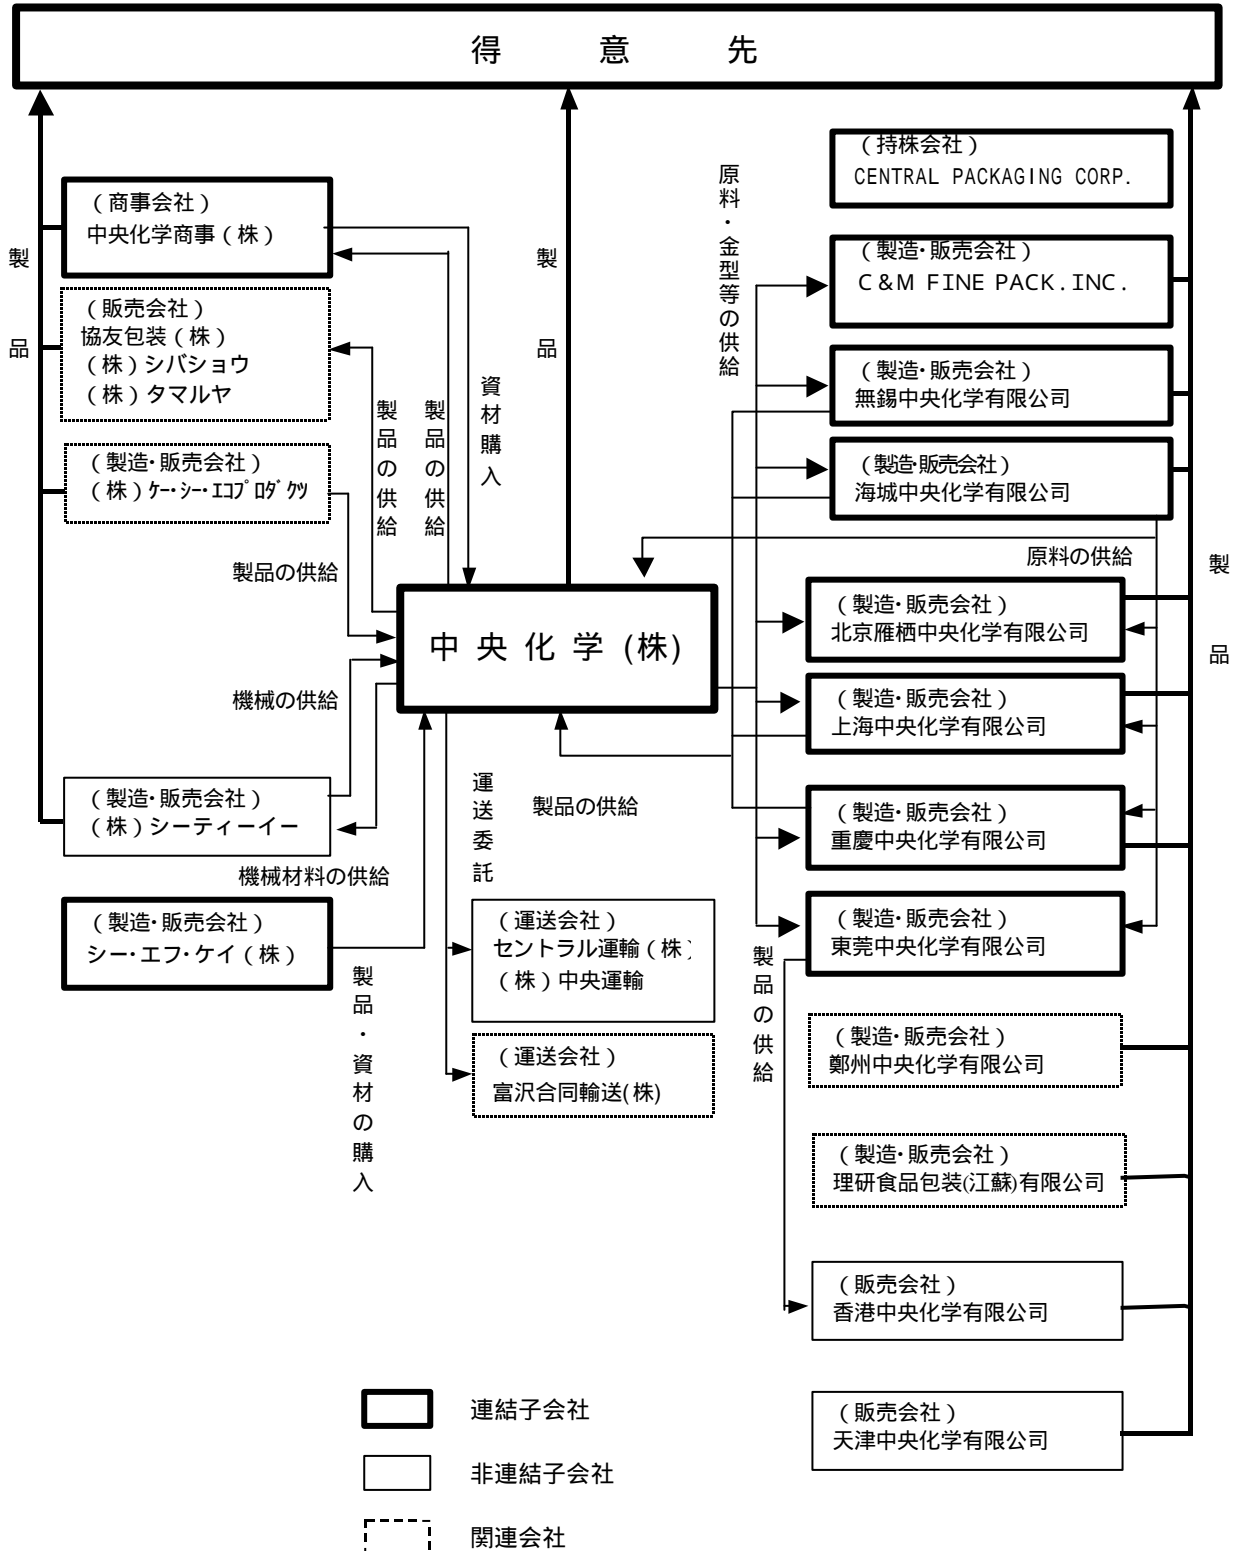 得意先
製品
(商事会社)
中央化学商事(株)
(販売会社)
協友包装(株)
(株)シバショウ
(株)タマルヤ
(製造・販売会社)
(株)ケー・シー・エコプロダクツ
製品の供給
製品の供給
製品の供給
資材購入
製品
原料・金型等の供給
(持株会社)
CENTRAL PACKAGING CORP.
(製造・販売会社)
C&M FINE PACK.INC.
(製造・販売会社)
無錫中央化学有限公司
(製造・販売会社)
海城中央化学有限公司
原料の供給
製品
中央化学(株)
(製造・販売会社)
北京雁栖中央化学有限公司
(製造・販売会社)
上海中央化学有限公司
(製造・販売会社)
重慶中央化学有限公司
(製造・販売会社)
東莞中央化学有限公司
機械の供給
(製造・販売会社)
(株)シーティーイー
機械材料の供給
(製造・販売会社)
シー・エフ・ケイ(株)
製品・資材の購入
運送委託
製品の供給
(運送会社)
セントラル運輸(株)
(株)中央運輸
(運送会社)
富沢合同輸送(株)
製品の供給
(製造・販売会社)
鄭州中央化学有限公司
(製造・販売会社)
理研食品包装(江蘇)有限公司
(販売会社)
香港中央化学有限公司
(販売会社)
天津中央化学有限公司
連結子会社
非連結子会社
関連会社